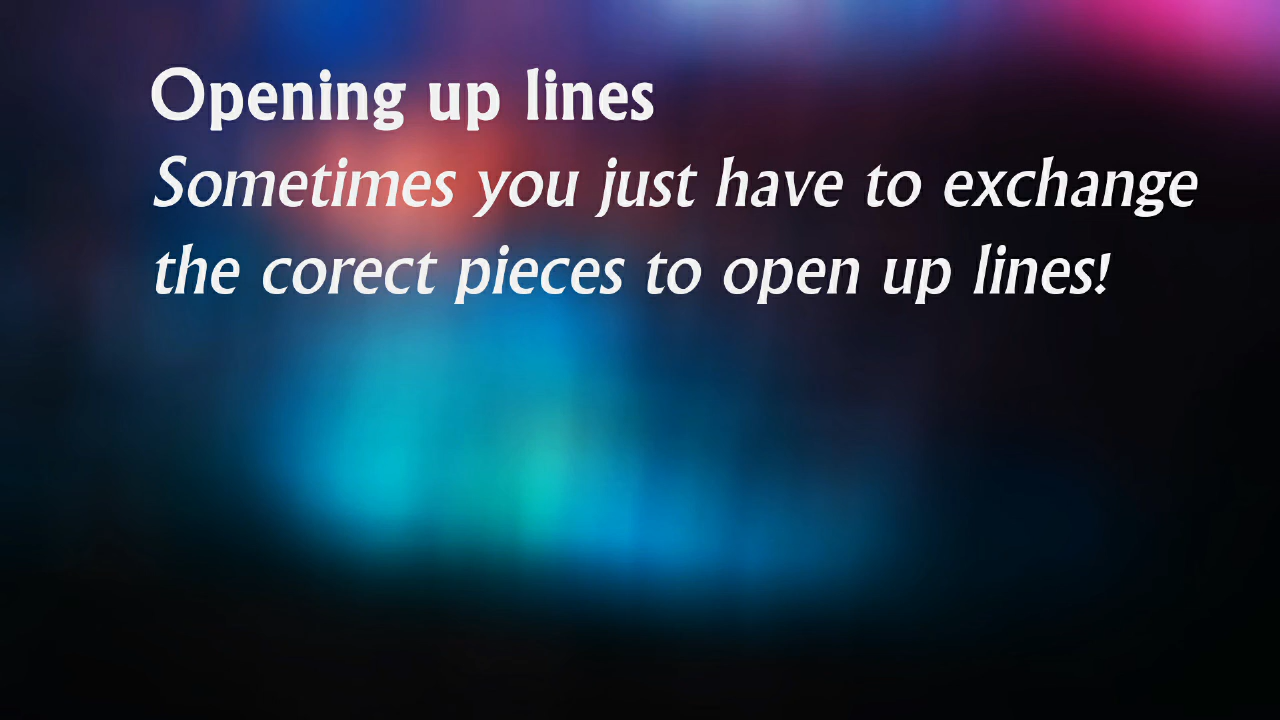 Opening up lines
Sometimes you just have to exchange
the corect pieces to open up lines!